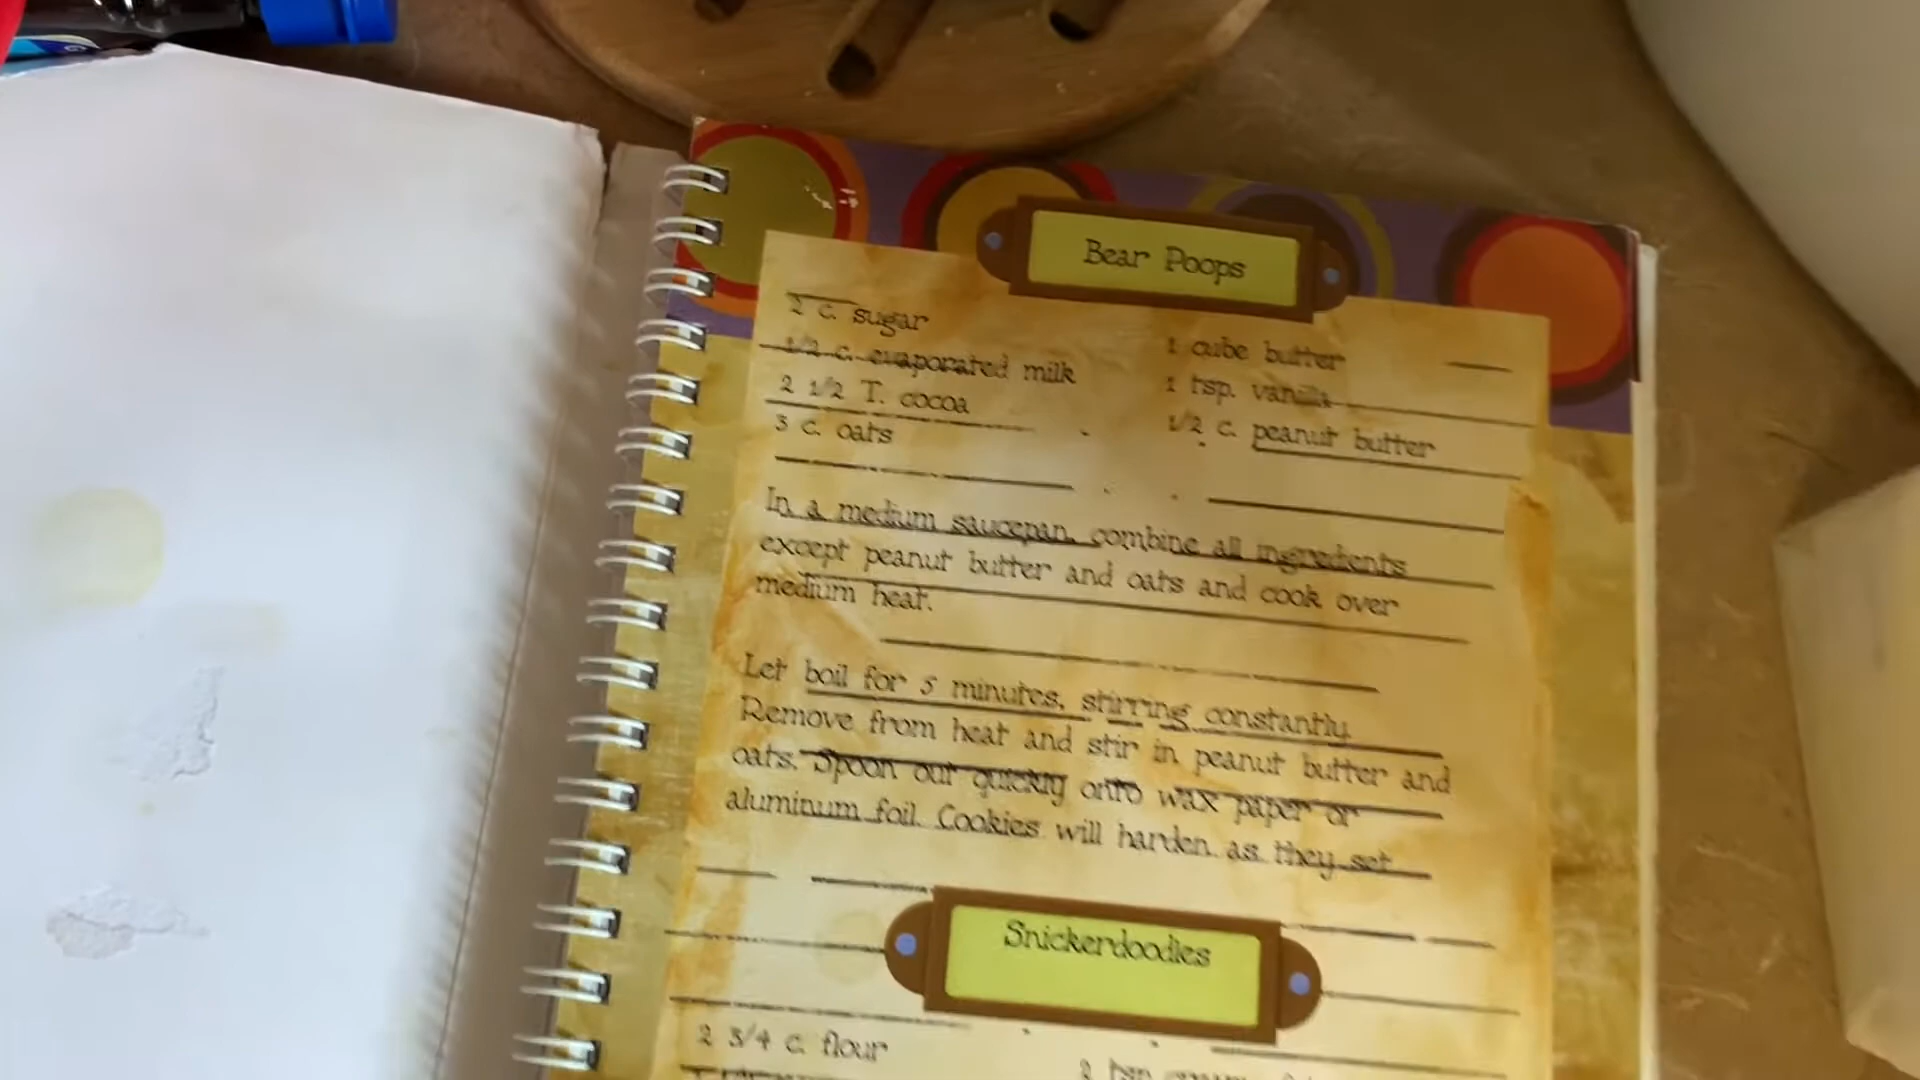 Bear Poops
2 c. sugar
1/2 c. evaporated milk
2 1/2 T. cocoa
3 c. oats
1 cube butter
1 tsp. vanilla
1/2 c. peanut butter
In a medium saucepan, combine all ingredients
except peanut butter and oats and cook over
medium heat.
Let boil for 5 minutes, stirring constantly.
Remove from heat and stir in peanut butter and
oats. Spoon out quickly onto wax paper or
aluminum foil. Cookies will harden as they set
Snickerdoodles
2 3/4 c. flour
2 tsp.